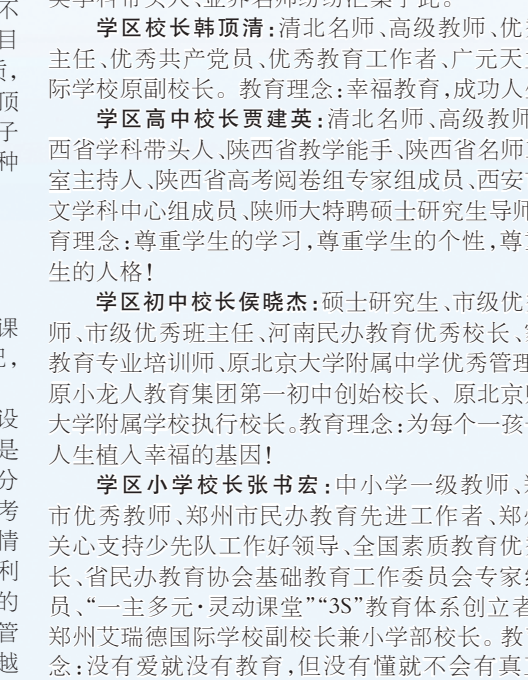 不
目
质,
顶
子
种
课
纪,
设
是
分
考
情
利
的
管
越
学区校长韩顶清:清北名师、高级教师、优
主任、优秀共产党员、优秀教育工作者、广元天
际学校原副校长。教育理念:幸福教育,成功人
学区高中校长贾建英:清北名师、高级教师
西省学科带头人、陕西省教学能手、陕西省名师
室主持人、陕西省高考阅卷组专家组成员、西安
文学科中心组成员、陕师大特聘硕士研究生导师
育理念:尊重学生的学习,尊重学生的个性,尊
生的人格!
学区初中校长侯晓杰:硕士研究生、市级优
师、市级优秀班主任、河南民办教育优秀校长、
教育专业培训师、原北京大学附属中学优秀管理
原小龙人教育集团第一初中创始校长、原北京
大学附属学校执行校长。教育理念:为每个一孩
人生植入幸福的基因!
学区小学校长张书宏:中小学一级教师、
市优秀教师、郑州市民办教育先进工作者、郑
关心支持少先队工作好领导、全国素质教育优
长、省民办教育协会基础教育工作委员会专家
员、“一主多元·灵动课堂”“3S”教育体系创立者
郑州艾瑞德国际学校副校长兼小学部校长。教
念:没有爱就没有教育,但没有懂就不会有真